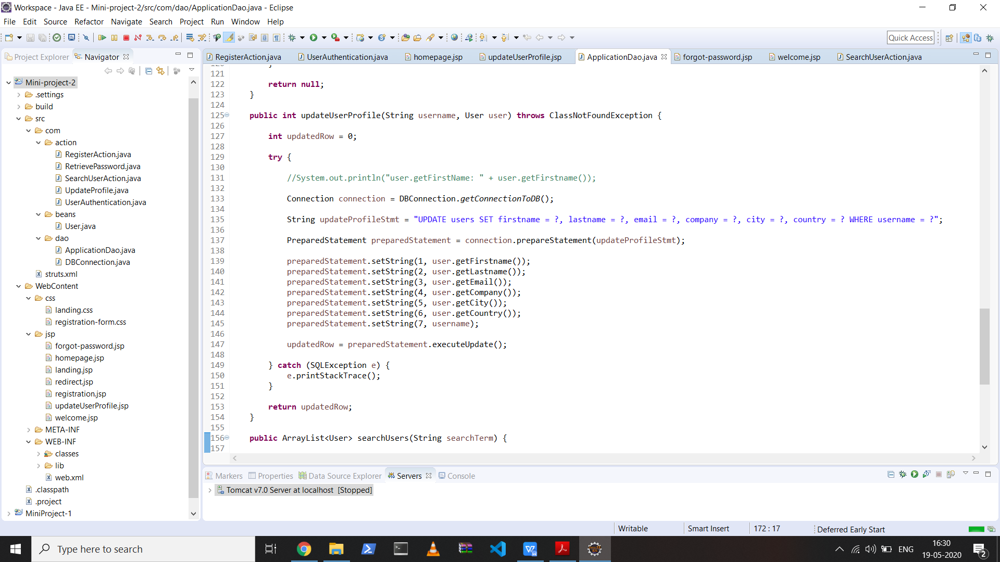 Workspace - Java EE - Mini-project-2/src/com/dao/ApplicationDao.java - Eclipse
File Edit Source Refactor Navigate Search Project Run Window Help
Quick Access
Project Explorer Navigator
RegisterAction.java UserAuthentication.java homepage.jsp updateUserProfile.jsp ApplicationDao.java forgot-password.jsp welcome.jsp SearchUserAction.java
Mini-project-2
.settings
build
src
com
action
RegisterAction.java
RetrievePassword.java
SearchUserAction.java
UpdateProfile.java
UserAuthentication.java
beans
User.java
dao
ApplicationDao.java
DBConnection.java
struts.xml
WebContent
css
landing.css
registration-form.css
jsp
forgot-password.jsp
homepage.jsp
landing.jsp
redirect.jsp
registration.jsp
updateUserProfile.jsp
welcome.jsp
META-INF
WEB-INF
classes
lib
web.xml
.classpath
.project
MiniProject-1
120 }
121
122 return null;
123 }
124
125 public int updateUserProfile(String username, User user) throws ClassNotFoundException {
126
127 int updatedRow = 0;
128
129 try {
130
131 //System.out.println("user.getFirstName: " + user.getFirstname());
132
133 Connection connection = DBConnection.getConnectionToDB();
134
135 String updateProfileStmt = "UPDATE users SET firstname = ?, lastname = ?, email = ?, company = ?, city = ?, country = ? WHERE username = ?";
136
137 PreparedStatement preparedStatement = connection.prepareStatement(updateProfileStmt);
138
139 preparedStatement.setString(1, user.getFirstname());
140 preparedStatement.setString(2, user.getLastname());
141 preparedStatement.setString(3, user.getEmail());
142 preparedStatement.setString(4, user.getCompany());
143 preparedStatement.setString(5, user.getCity());
144 preparedStatement.setString(6, user.getCountry());
145 preparedStatement.setString(7, username);
146
147 updatedRow = preparedStatement.executeUpdate();
148
149 } catch (SQLException e) {
150 e.printStackTrace();
151 }
152
153 return updatedRow;
154 }
155
156 public ArrayList<User> searchUsers(String searchTerm) {
157
Markers Properties Data Source Explorer Servers Console
Tomcat v7.0 Server at localhost [Stopped]
Writable Smart Insert 172 : 17 Deferred Early Start
Type here to search
ENG
16:30
19-05-2020
2